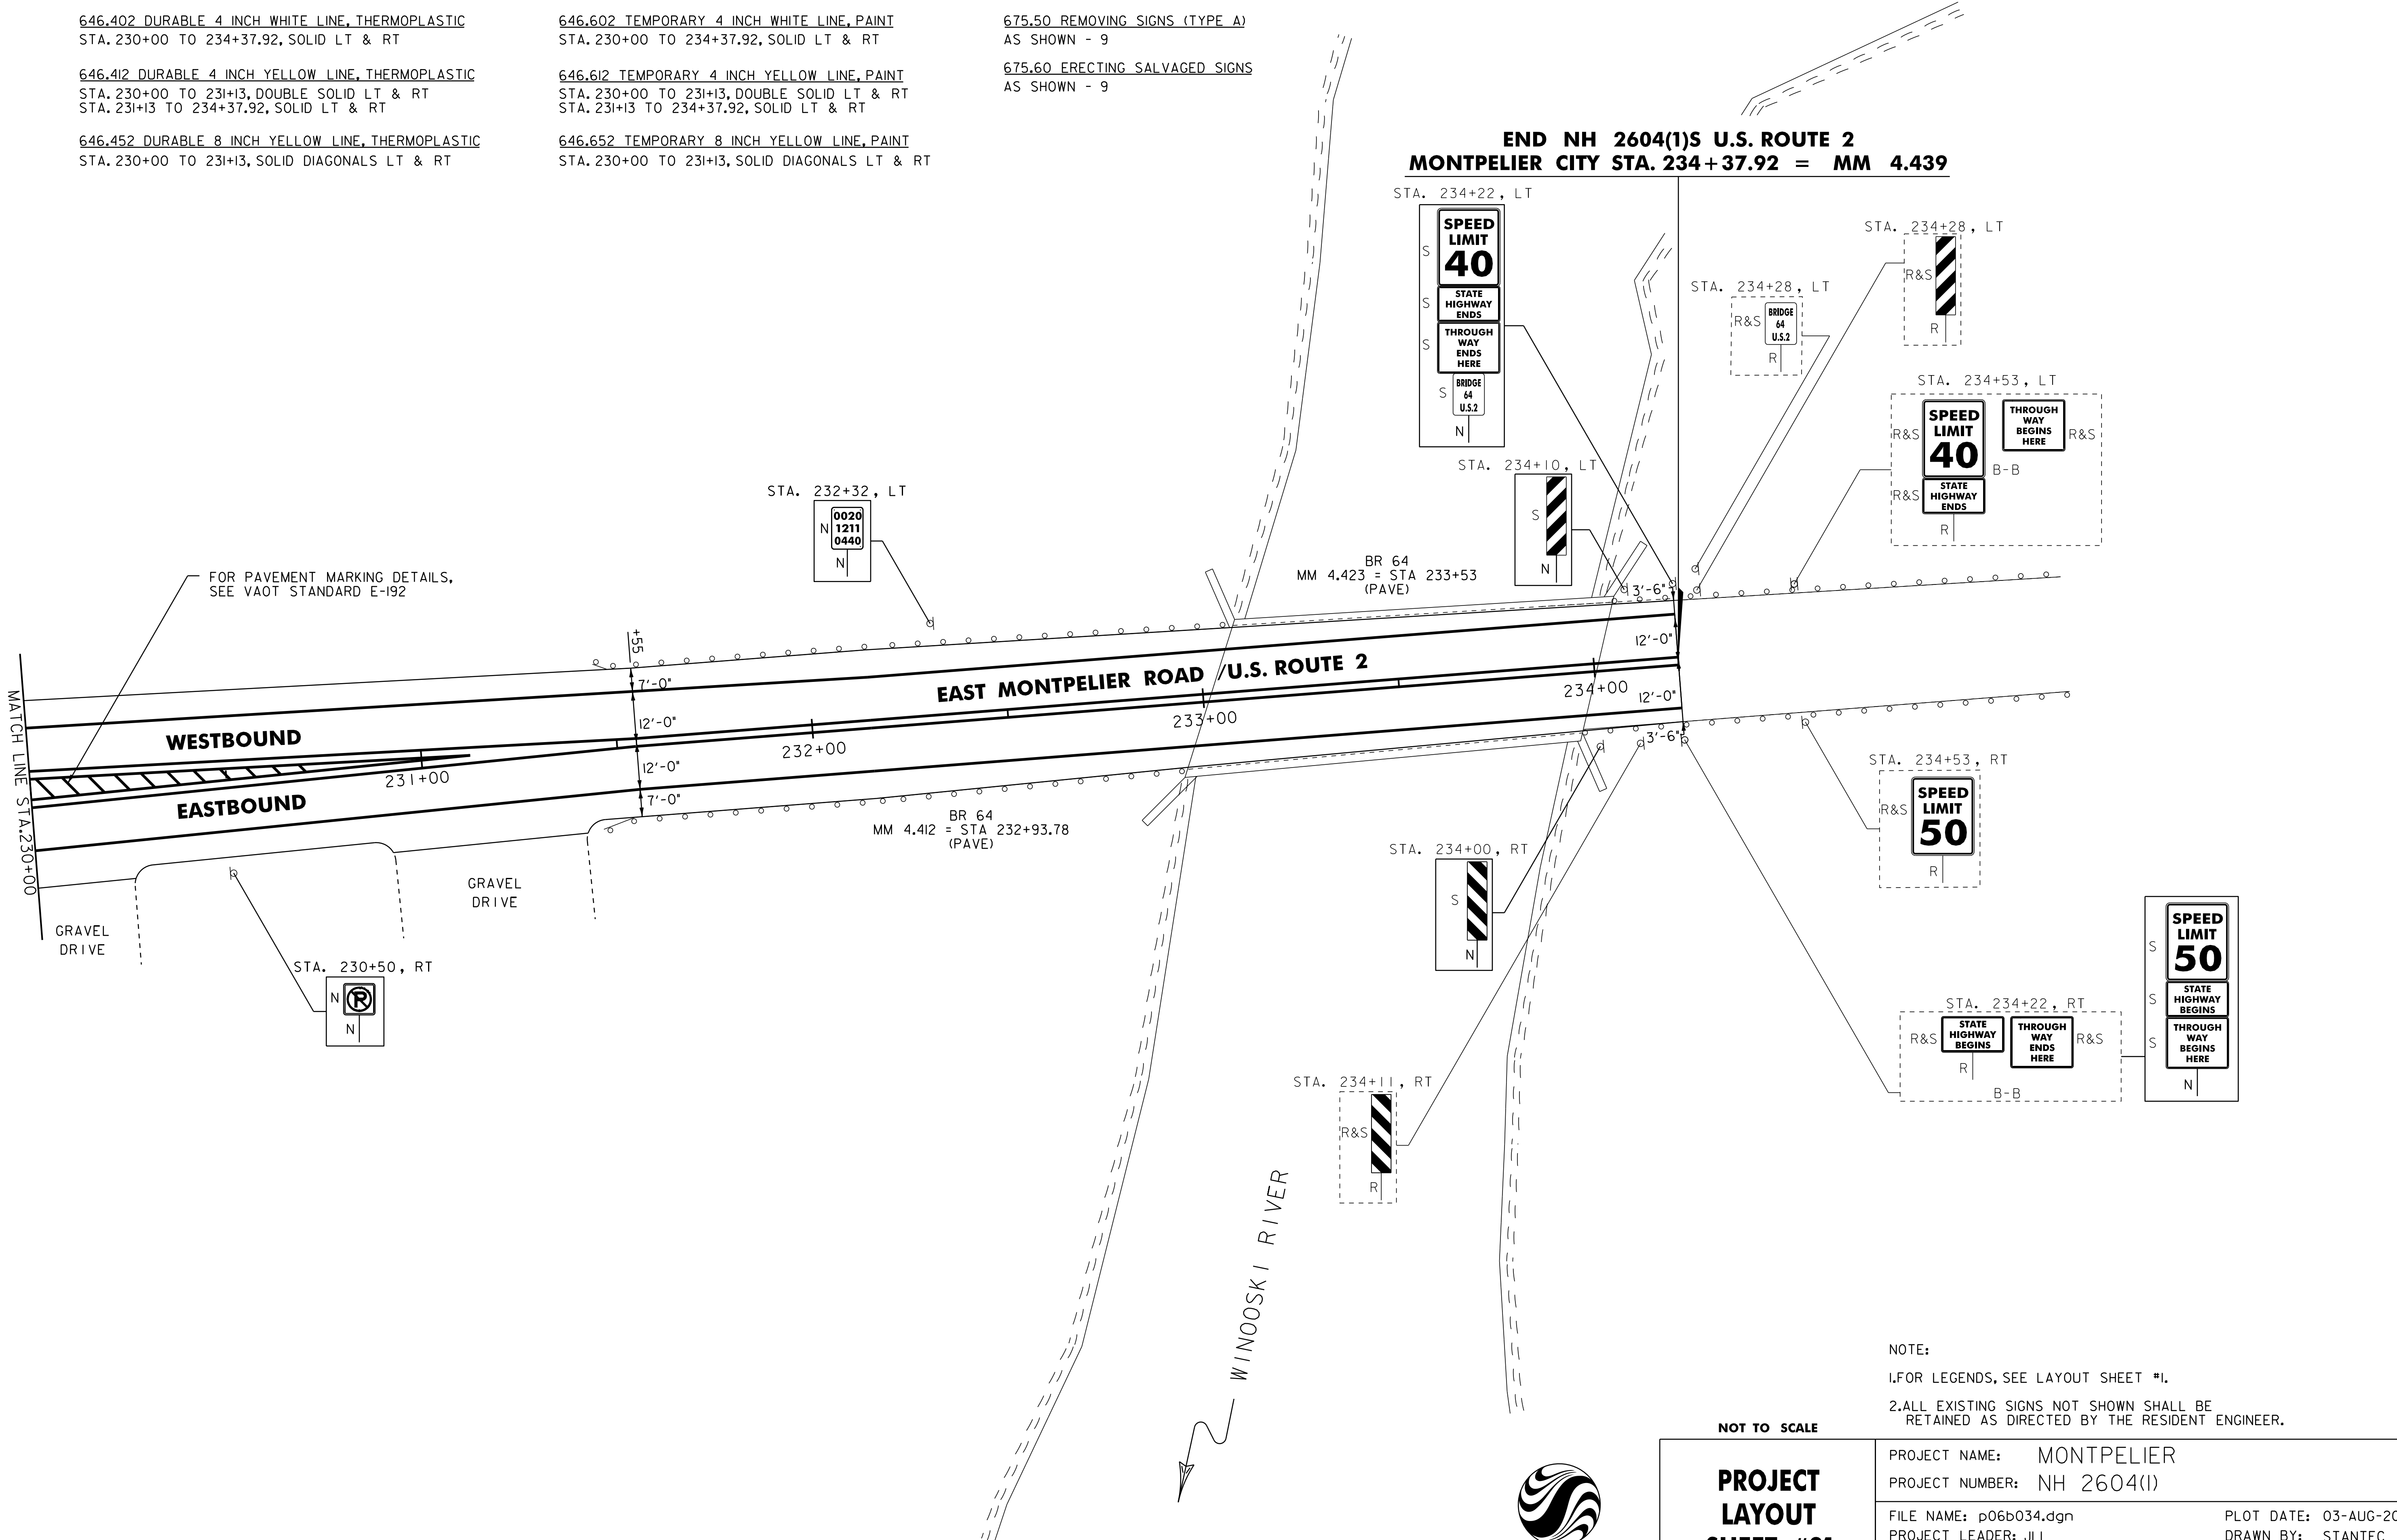 646.402 DURABLE 4 INCH WHITE LINE, THERMOPLASTIC
STA. 230+00 TO 234+37.92, SOLID LT & RT
646.412 DURABLE 4 INCH YELLOW LINE, THERMOPLASTIC
STA. 230+00 TO 231+13, DOUBLE SOLID LT & RT
STA. 231+13 TO 234+37.92, SOLID LT & RT
646.452 DURABLE 8 INCH YELLOW LINE, THERMOPLASTIC
STA. 230+00 TO 231+13, SOLID DIAGONALS LT & RT
646.602 TEMPORARY 4 INCH WHITE LINE, PAINT
STA. 230+00 TO 234+37.92, SOLID LT & RT
646.612 TEMPORARY 4 INCH YELLOW LINE, PAINT
STA. 230+00 TO 231+13, DOUBLE SOLID LT & RT
STA. 231+13 TO 234+37.92, SOLID LT & RT
646.652 TEMPORARY 8 INCH YELLOW LINE, PAINT
STA. 230+00 TO 231+13, SOLID DIAGONALS LT & RT
675.50 REMOVING SIGNS (TYPE A)
AS SHOWN - 9
675.60 ERECTING SALVAGED SIGNS
AS SHOWN - 9
END NH 2604(1)S U.S. ROUTE 2
MONTPELIER CITY STA. 234+37.92 = MM 4.439
STA. 234+22, LT
S
SPEED
LIMIT
40
S
STATE
HIGHWAY
ENDS
S
THROUGH
WAY
ENDS
HERE
S
BRIDGE
64
U.S.2
N
STA. 234+28, LT
R&S
R
STA. 234+28, LT
R&S
BRIDGE
64
U.S.2
R
STA. 234+53, LT
R&S
SPEED
LIMIT
40
THROUGH
WAY
BEGINS
HERE
R&S
B-B
R&S
STATE
HIGHWAY
ENDS
R
STA. 234+10, LT
S
N
STA. 232+32, LT
N
0020
1211
0440
N
FOR PAVEMENT MARKING DETAILS,
SEE VAOT STANDARD E-192
BR 64
MM 4.423 = STA 233+53
(PAVE)
+55
7'-0"
12'-0"
12'-0"
7'-0"
3'-6"
12'-0"
12'-0"
3'-6"
MATCH LINE STA.230+00
WESTBOUND
EASTBOUND
EAST MONTPELIER ROAD /U.S. ROUTE 2
231+00
232+00
233+00
234+00
BR 64
MM 4.412 = STA 232+93.78
(PAVE)
GRAVEL
DRIVE
GRAVEL
DRIVE
STA. 230+50, RT
N
P
N
STA. 234+00, RT
S
N
STA. 234+11, RT
R&S
R
STA. 234+53, RT
R&S
SPEED
LIMIT
50
R
STA. 234+22, RT
R&S
STATE
HIGHWAY
BEGINS
R
THROUGH
WAY
ENDS
HERE
R&S
B-B
S
SPEED
LIMIT
50
S
STATE
HIGHWAY
BEGINS
S
THROUGH
WAY
BEGINS
HERE
N
WINOOSKI RIVER
NOTE:
1.FOR LEGENDS, SEE LAYOUT SHEET #1.
2.ALL EXISTING SIGNS NOT SHOWN SHALL BE
RETAINED AS DIRECTED BY THE RESIDENT ENGINEER.
NOT TO SCALE
PROJECT
LAYOUT
PROJECT NAME: MONTPELIER
PROJECT NUMBER: NH 2604(1)
FILE NAME: p06b034.dgn
PLOT DATE: 03-AUG-20
PROJECT LEADER:
DRAWN BY: STANTEC